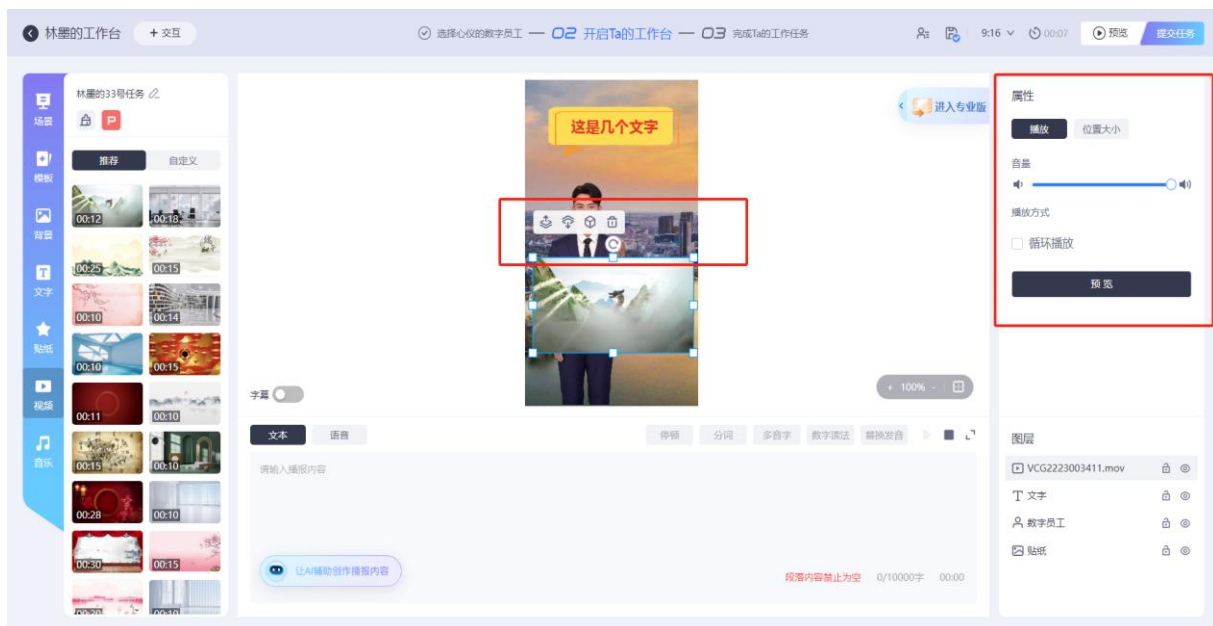 林墨的工作台 + 交互
选择心仪的数字员工 — 02 开启Ta的工作台 — 03 完成Ta的工作任务
9:16 00:07 预览 提交任务
场景
模板
背景
文字
贴纸
视频
音乐
林墨的33号任务
P
推荐 自定义
00:12 00:18
00:25 00:15
00:10 00:14
00:10 00:15
00:11 00:10
00:15 00:10
00:28 00:10
00:30 00:15
00:20 00:10
这是几个文字
进入专业版
字幕
+ 100% -
文本 语音
停顿 分词 多音字 数字读法 替换发音
请输入播报内容
让AI辅助创作播报内容
段落内容禁止为空 0/10000字 00:00
属性
播放 位置大小
音量
播放方式
循环播放
预览
图层
VCG2223003411.mov
T 文字
数字员工
贴纸